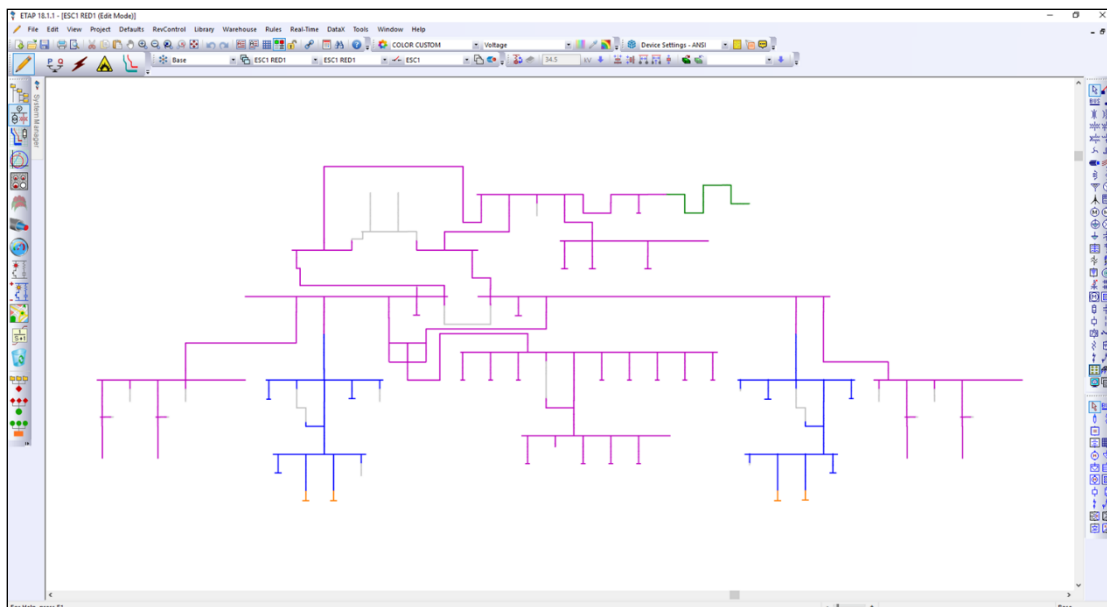 ETAP 18.1.1 - [ESC1 RED1 (Edit Mode)]
File Edit View Project Defaults RevControl Library Warehouse Rules Real-Time DataX Tools Window Help
COLOR CUSTOM Voltage Device Settings - ANSI
Base ESC1 RED1 ESC1 RED1 ESC1 34.5 kV
System Manager